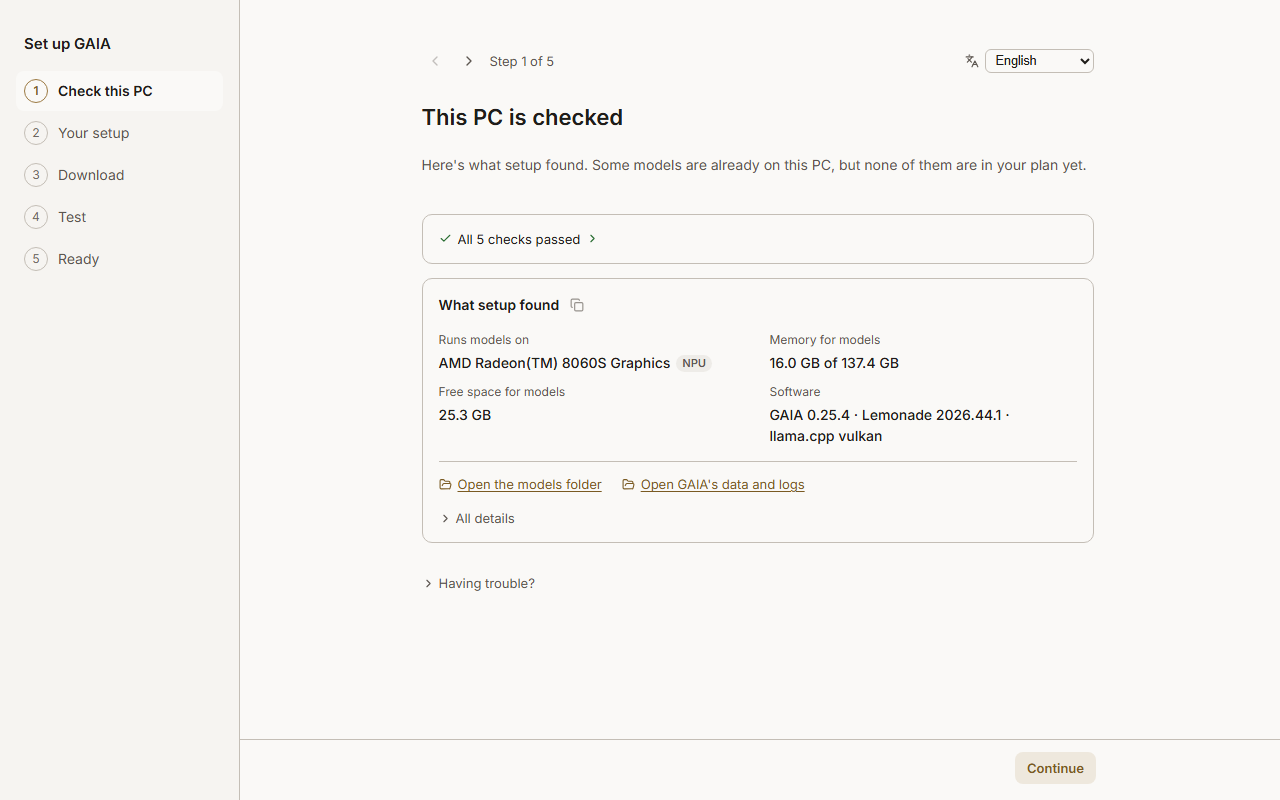 Set up GAIA
1 Check this PC
2 Your setup
3 Download
4 Test
5 Ready
Step 1 of 5
English
This PC is checked
Here's what setup found. Some models are already on this PC, but none of them are in your plan yet.
All 5 checks passed
What setup found
Runs models on
AMD Radeon(TM) 8060S Graphics NPU
Memory for models
16.0 GB of 137.4 GB
Free space for models
25.3 GB
Software
GAIA 0.25.4 · Lemonade 2026.44.1 ·
llama.cpp vulkan
Open the models folder
Open GAIA's data and logs
All details
Having trouble?
Continue